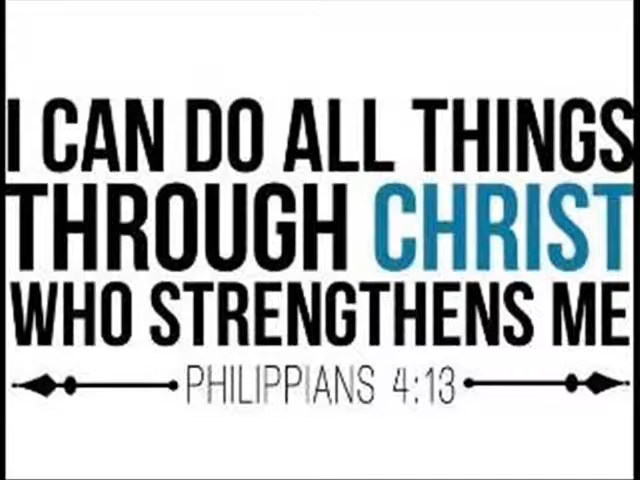 I CAN DO ALL THINGS
THROUGH CHRIST
WHO STRENGTHENS ME
PHILIPPIANS 4:13